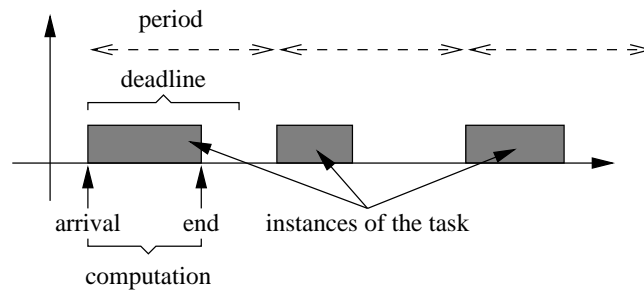 period
deadline
arrival end instances of the task
computation